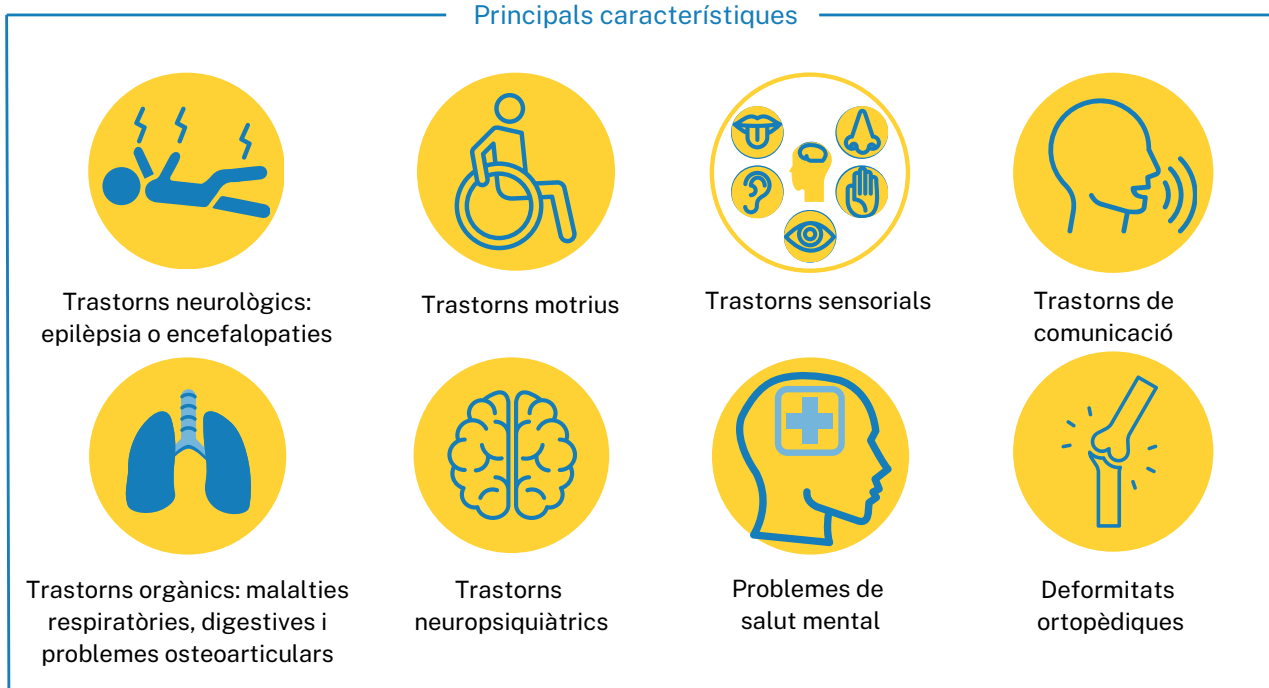 Principals característiques
Trastorns neurològics:
epilèpsia o encefalopaties
Trastorns motrius
Trastorns sensorials
Trastorns de
comunicació
Trastorns orgànics: malalties
respiratòries, digestives i
problemes osteoarticulars
Trastorns
neuropsiquiàtrics
Problemes de
salut mental
Deformitats
ortopèdiques